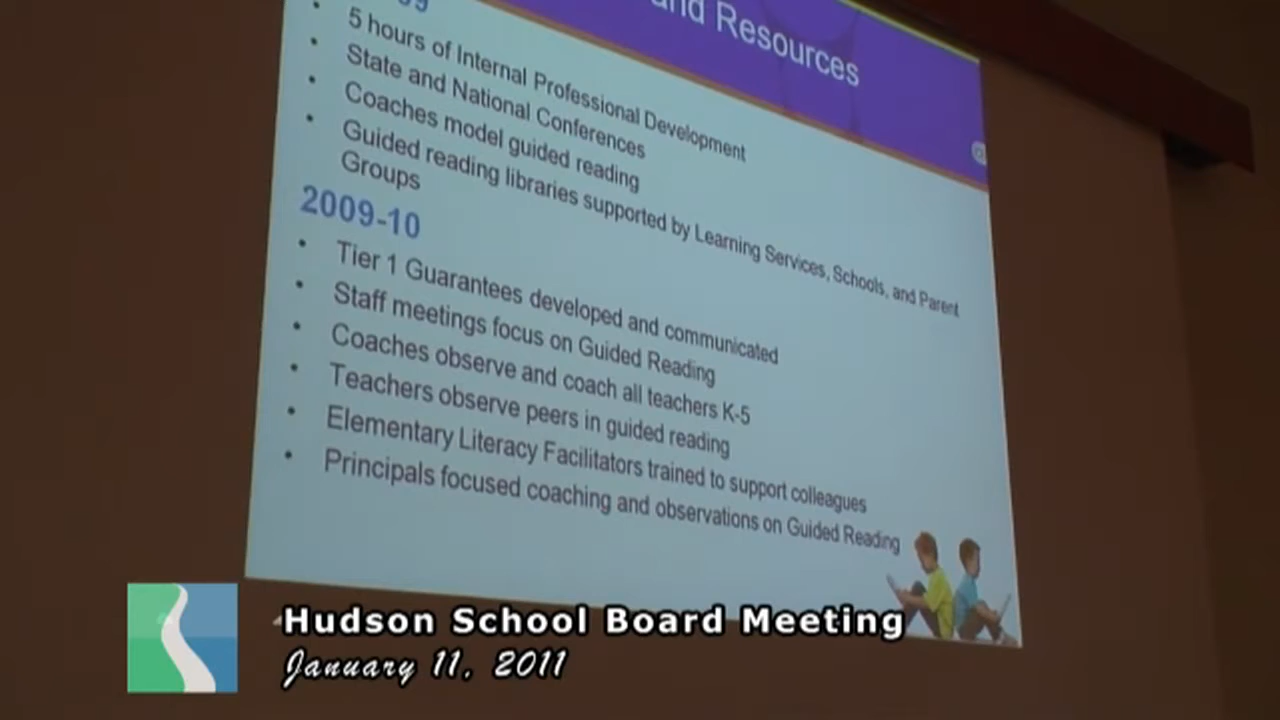 and Resources
5 hours of Internal Professional Development
State and National Conferences
Coaches model guided reading
Guided reading libraries supported by Learning Services, Schools, and Parent
Groups
2009-10
Tier 1 Guarantees developed and communicated
Staff meetings focus on Guided Reading
Coaches observe and coach all teachers K-5
Teachers observe peers in guided reading
Elementary Literacy Facilitators trained to support colleagues
Principals focused coaching and observations on Guided Reading
Hudson School Board Meeting
January 11, 2011